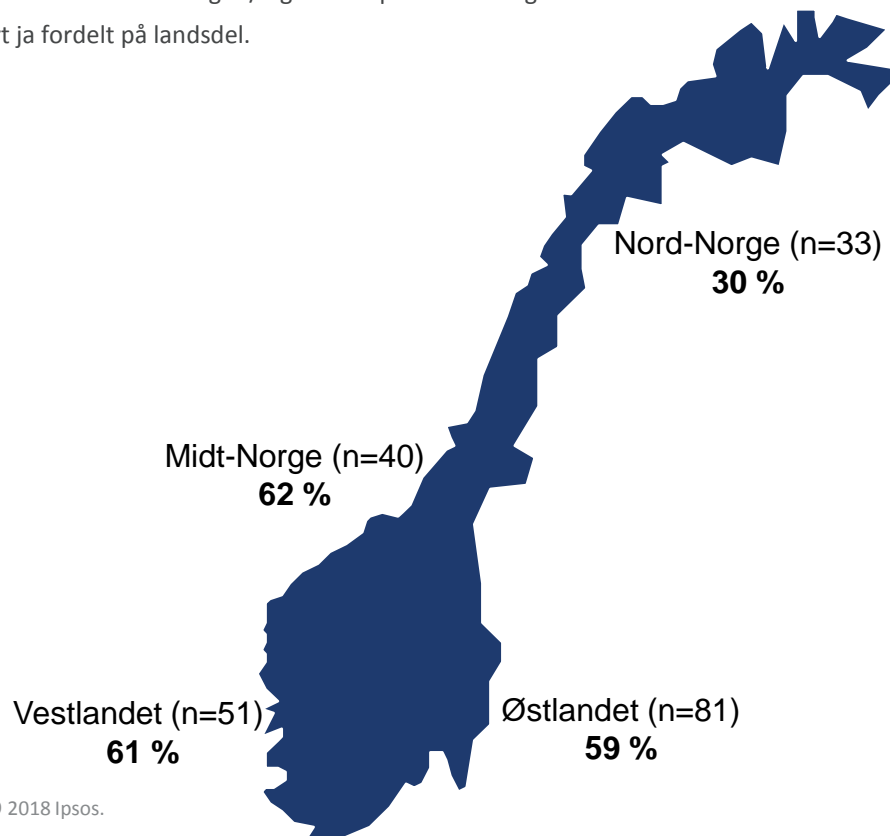 rt ja fordelt på landsdel.
Nord-Norge (n=33)
30 %
Midt-Norge (n=40)
62 %
Vestlandet (n=51)
61 %
Østlandet (n=81)
59 %
2018 Ipsos.